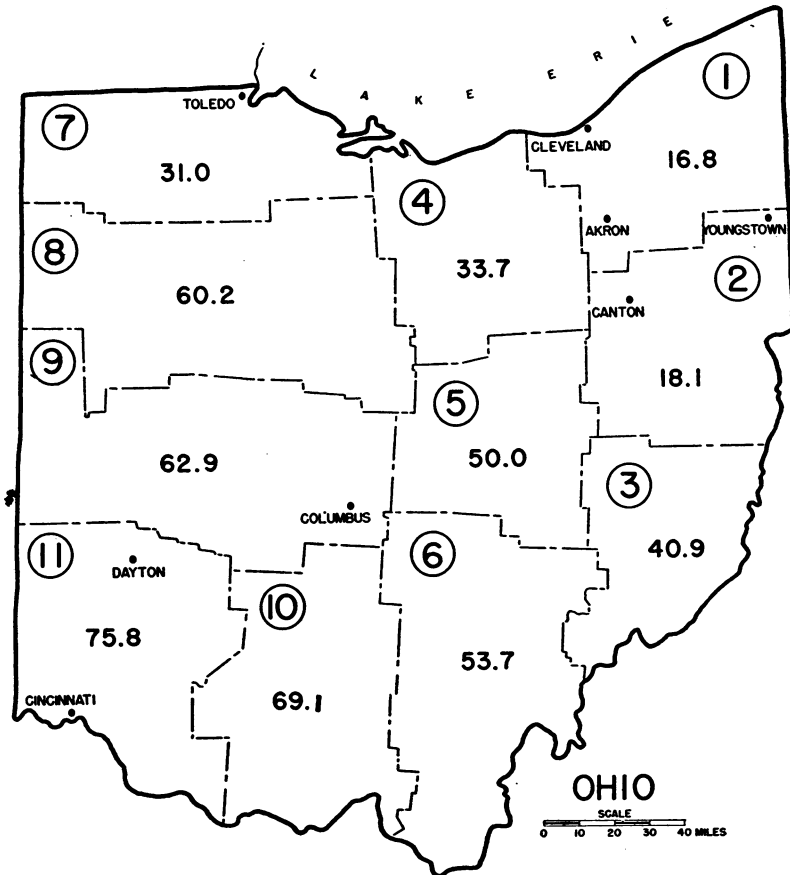 LAKE ERIE
1
7
TOLEDO
CLEVELAND
16.8
31.0
4
AKRON
YOUNGSTOWN
8
33.7
2
60.2
CANTON
9
18.1
5
62.9
50.0
3
COLUMBUS
40.9
11
6
DAYTON
10
75.8
53.7
CINCINNATI
69.1
OHIO
SCALE
0 10 20 30 40 MILES